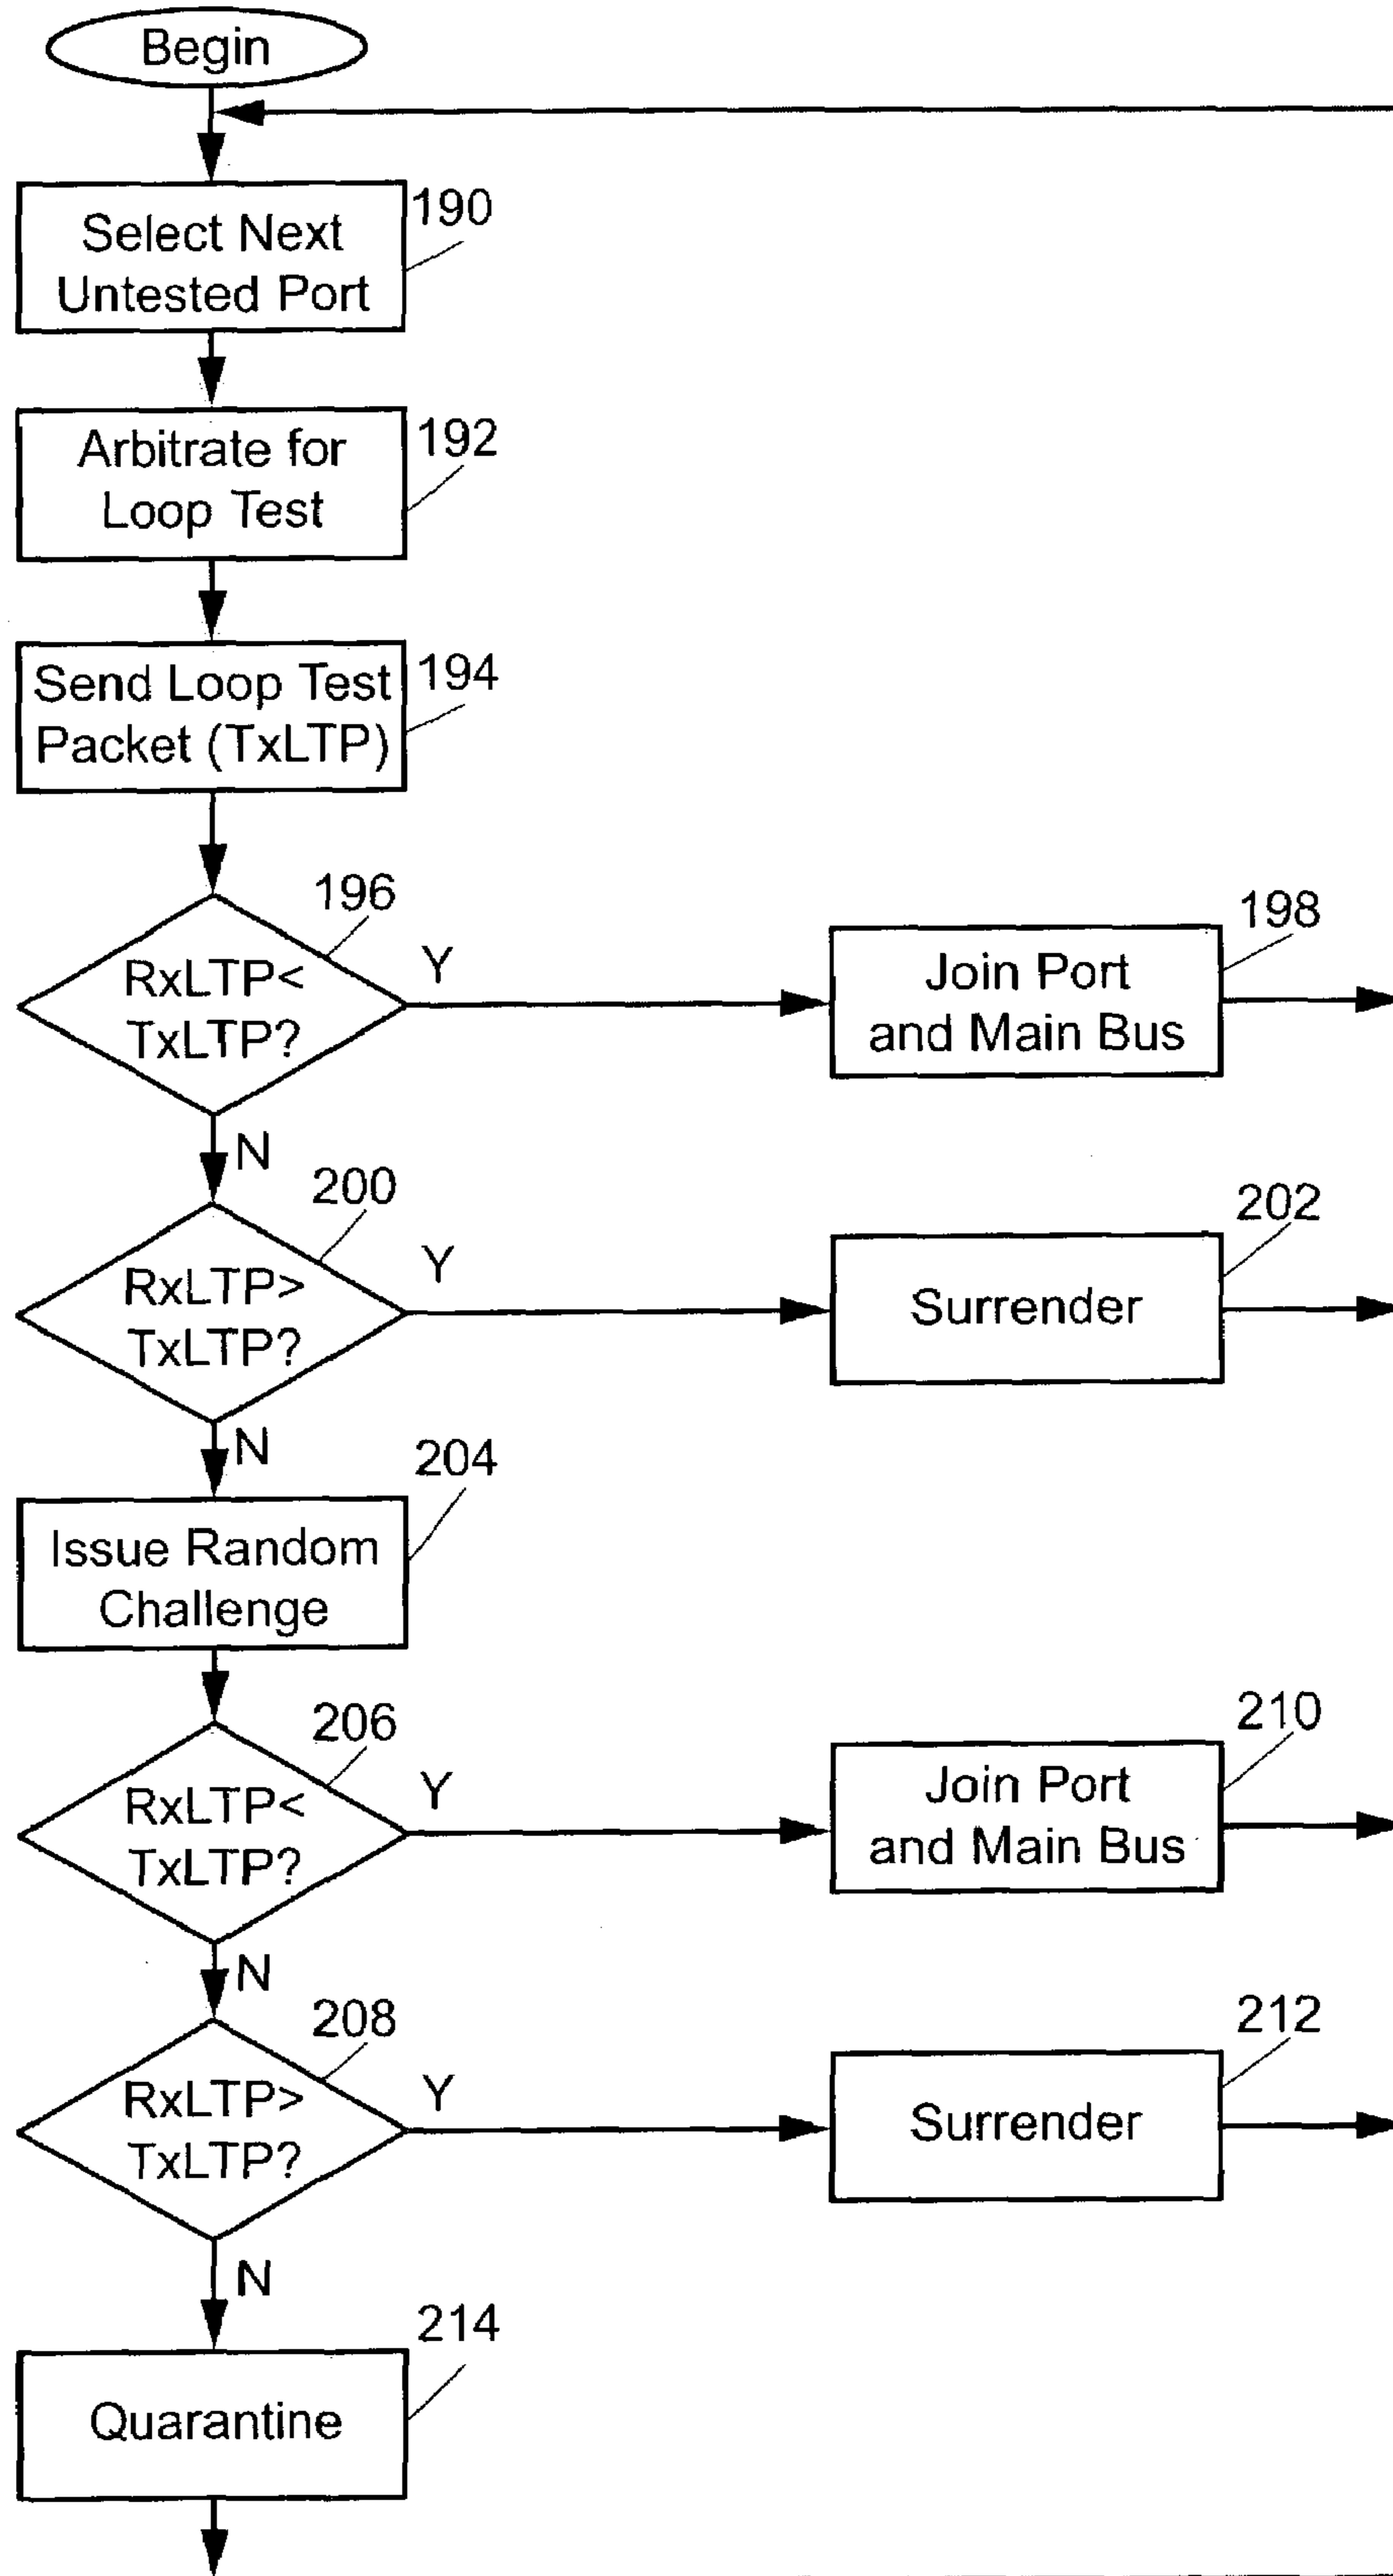 Begin
190
Select Next
Untested Port
192
Arbitrate for
Loop Test
194
Send Loop Test
Packet (TxLTP)
196
RxLTP<
TxLTP?
Y
198
Join Port
and Main Bus
N
200
RxLTP>
TxLTP?
Y
202
Surrender
N
204
Issue Random
Challenge
206
RxLTP<
TxLTP?
Y
210
Join Port
and Main Bus
N
208
RxLTP>
TxLTP?
Y
212
Surrender
N
214
Quarantine